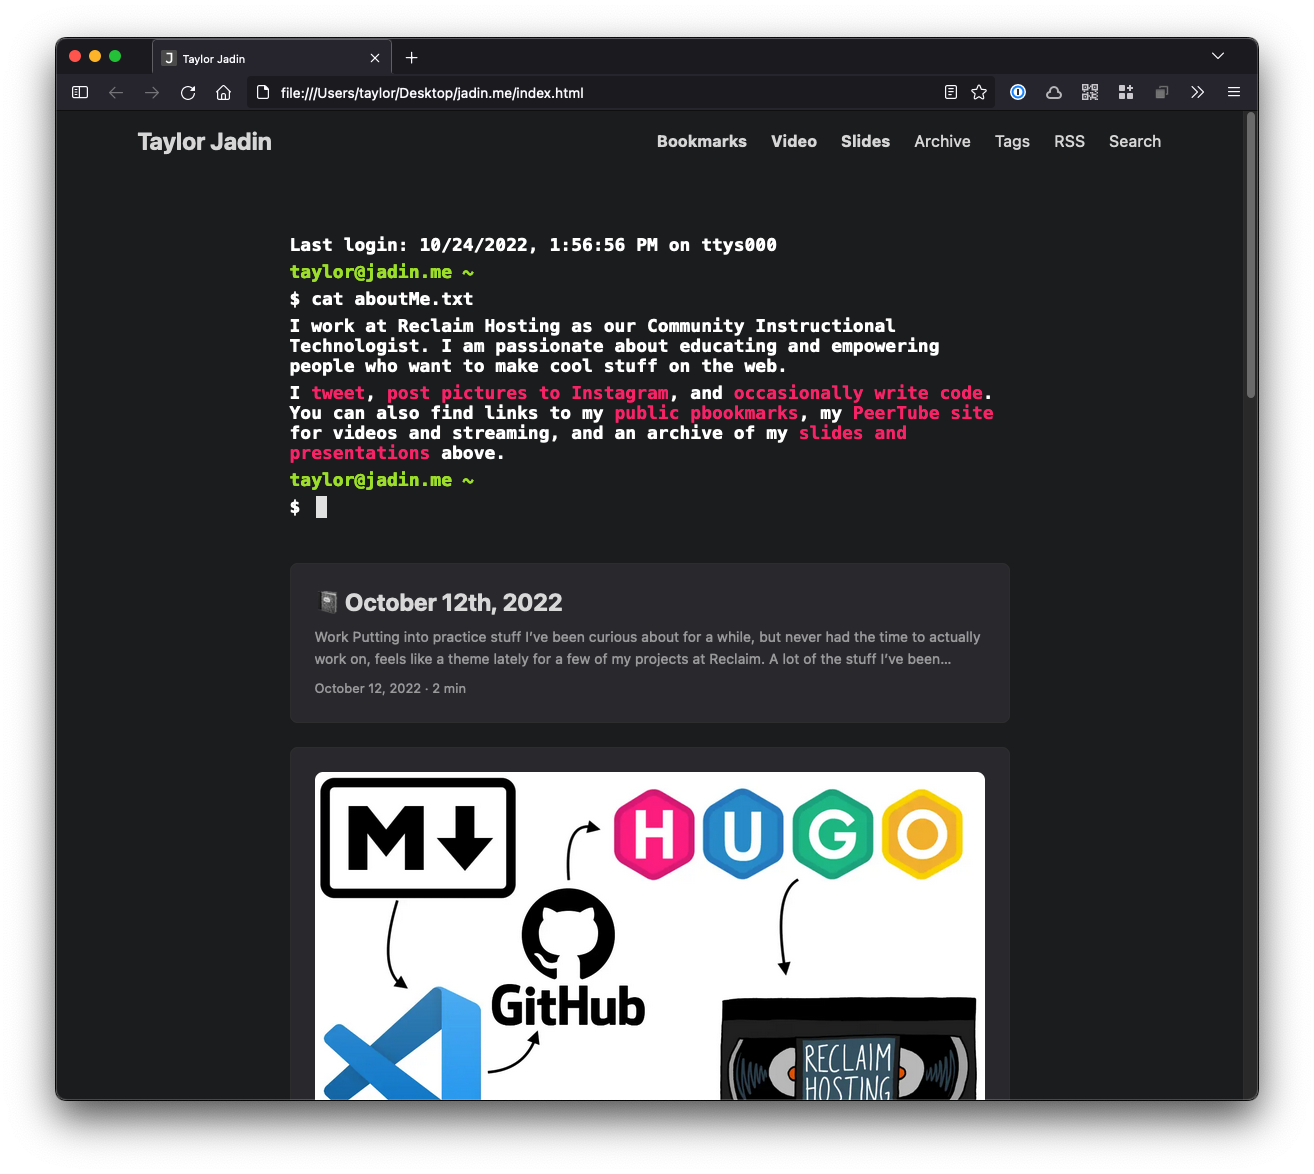 J Taylor Jadin
file:///Users/taylor/Desktop/jadin.me/index.html
Taylor Jadin
Bookmarks Video Slides Archive Tags RSS Search
Last login: 10/24/2022, 1:56:56 PM on ttys000
taylor@jadin.me ~
$ cat aboutMe.txt
I work at Reclaim Hosting as our Community Instructional
Technologist. I am passionate about educating and empowering
people who want to make cool stuff on the web.
I tweet, post pictures to Instagram, and occasionally write code.
You can also find links to my public pbookmarks, my PeerTube site
for videos and streaming, and an archive of my slides and
presentations above.
taylor@jadin.me ~
$
October 12th, 2022
Work Putting into practice stuff I’ve been curious about for a while, but never had the time to actually
work on, feels like a theme lately for a few of my projects at Reclaim. A lot of the stuff I’ve been…
October 12, 2022 · 2 min
M
HUGO
GitHub
RECLAIM
HOSTING